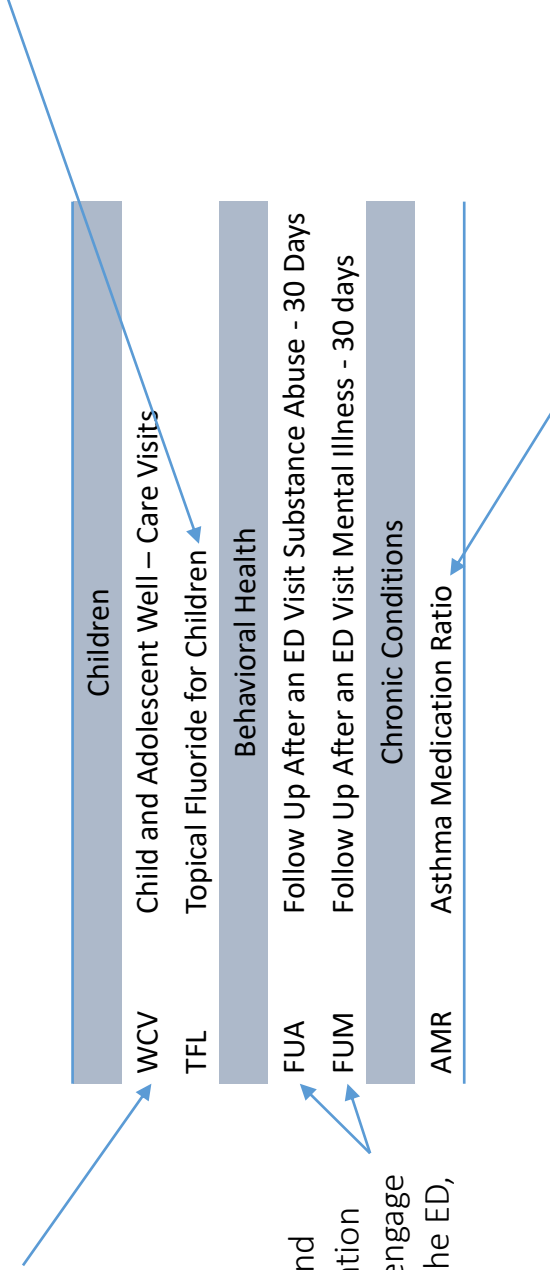 Children
WCV Child and Adolescent Well – Care Visits
TFL Topical Fluoride for Children
Behavioral Health
FUA Follow Up After an ED Visit Substance Abuse - 30 Days
FUM Follow Up After an ED Visit Mental Illness - 30 days
Chronic Conditions
AMR Asthma Medication Ratio
engage
he ED,